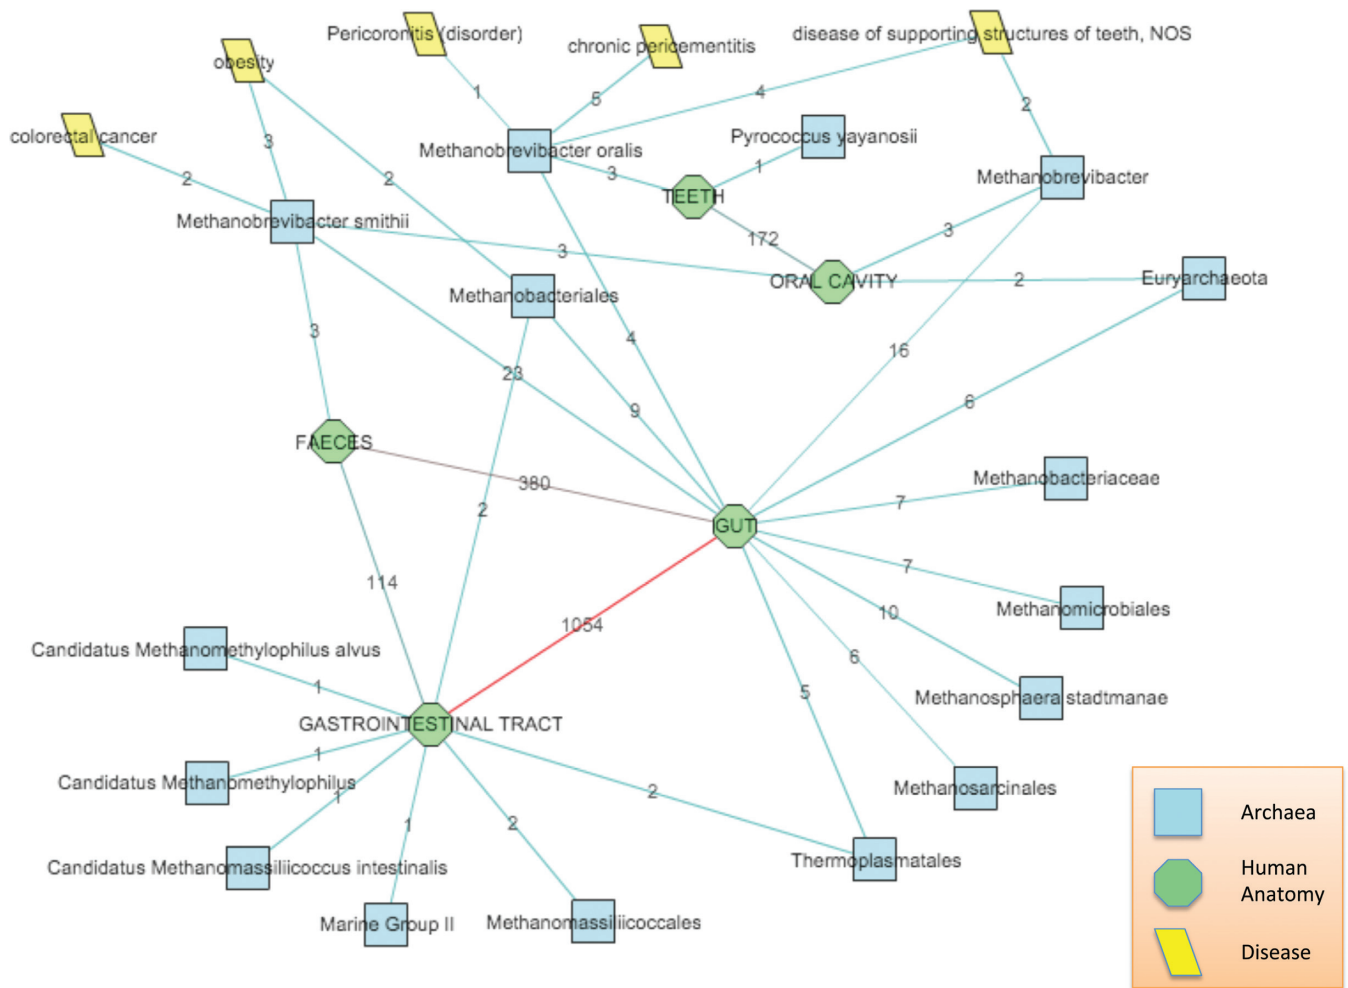 Pericoronitis (disorder)
chronic pericementitis
disease of supporting structures of teeth, NOS
obesity
1
5
4
2
colorectal cancer
3
Pyrococcus yayanosii
Methanobrevibacter oralis
1
2
2
3
Methanobrevibacter
TEETH
Methanobrevibacter smithii
172
3
3
ORAL CAVITY
2
Euryarchaeota
Methanobacteriales
3
4
16
23
9
6
FAECES
380
Methanobacteriaceae
7
2
GUT
7
114
10
Methanomicrobiales
1054
Candidatus Methanomethylophilus alvus
6
1
5
Methanosphaera stadtmanae
GASTROINTESTINAL TRACT
1
Candidatus Methanomethylophilus
1
2
Methanosarcinales
1
2
Thermoplasmatales
Candidatus Methanomassiliicoccus intestinalis
Marine Group II
Methanomassiliicoccales
Archaea
Human
Anatomy
Disease